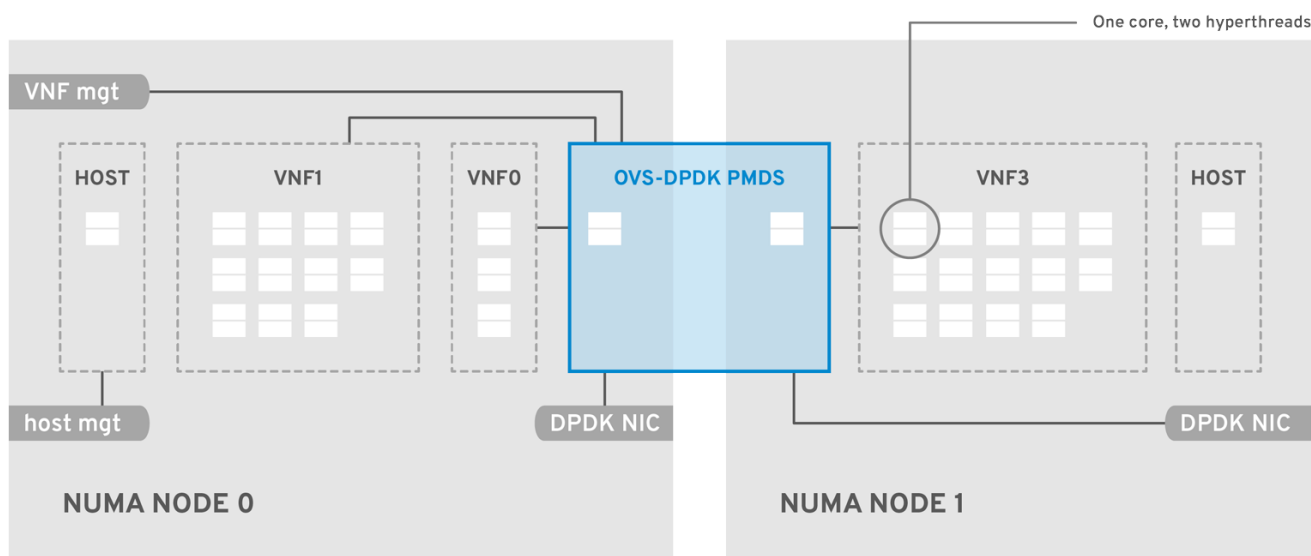 One core, two hyperthreads
VNF mgt
HOST
VNF1
VNF0
OVS-DPDK PMDS
VNF3
HOST
host mgt
DPDK NIC
DPDK NIC
NUMA NODE 0
NUMA NODE 1